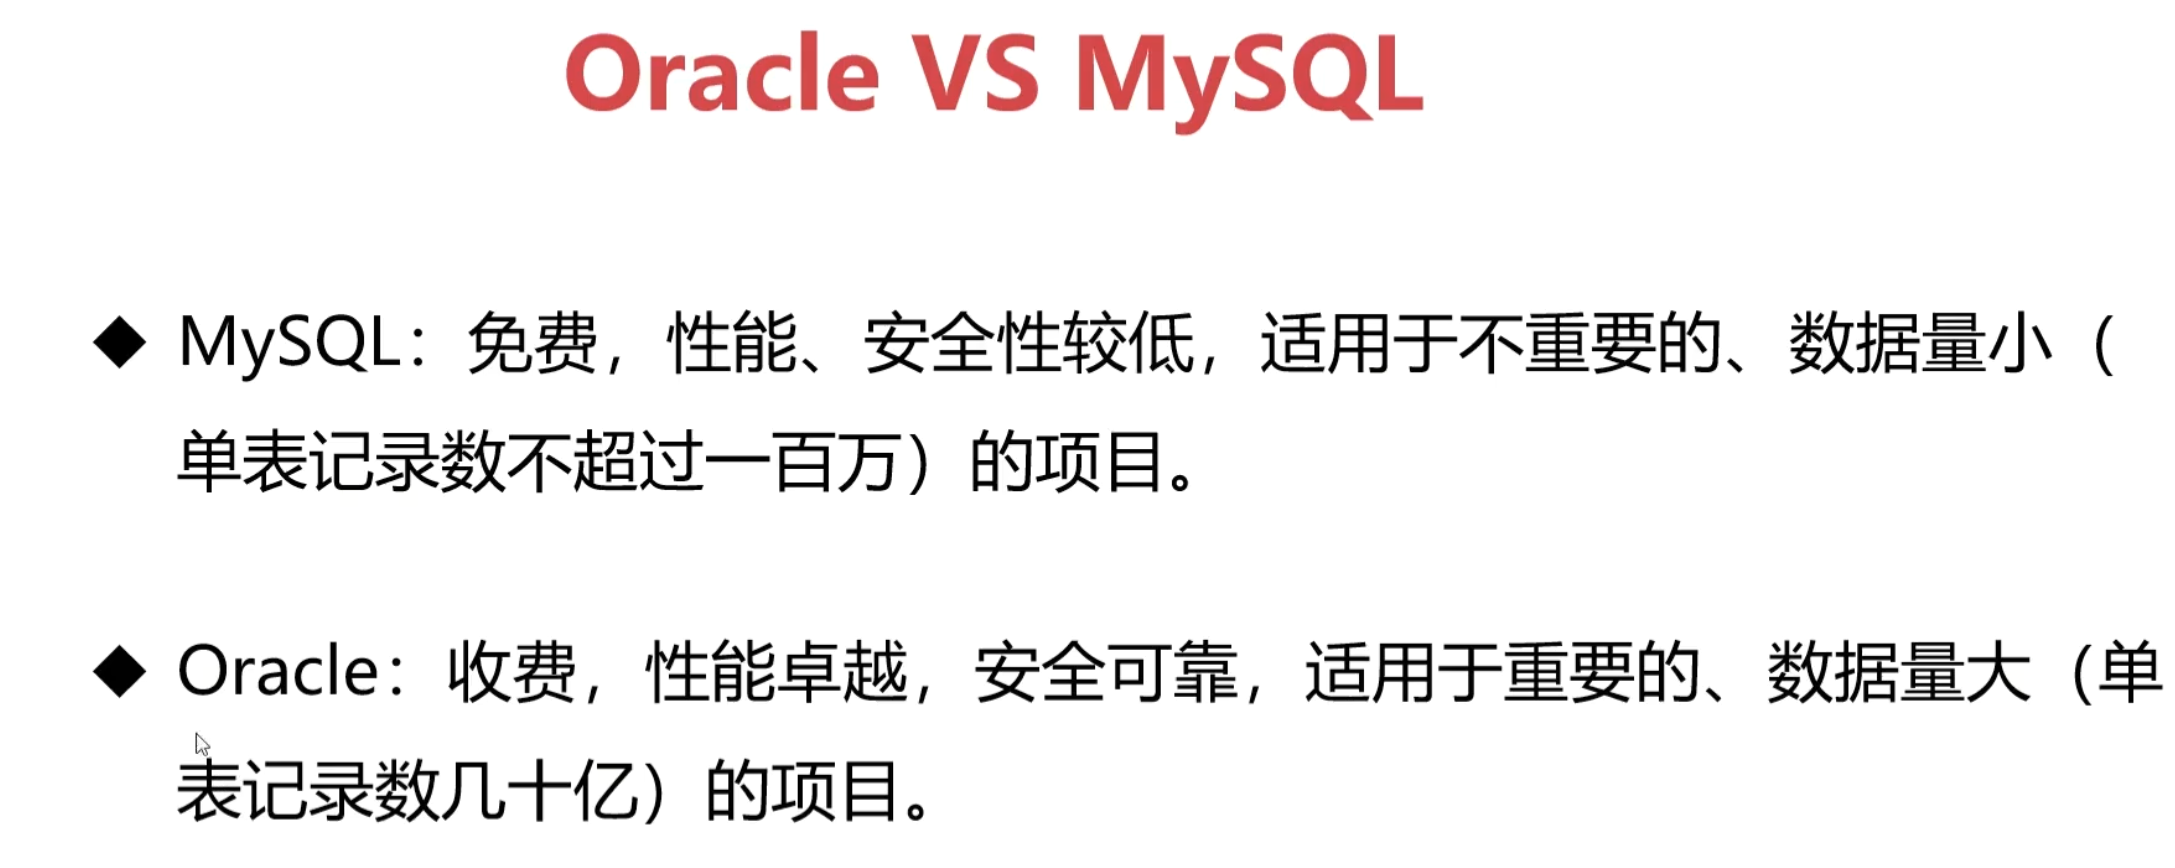 Oracle VS MySQL
◆ MySQL：免费，性能、安全性较低，适用于不重要的、数据量小（
单表记录数不超过一百万）的项目。
◆ Oracle：收费，性能卓越，安全可靠，适用于重要的、数据量大（单
表记录数几十亿）的项目。